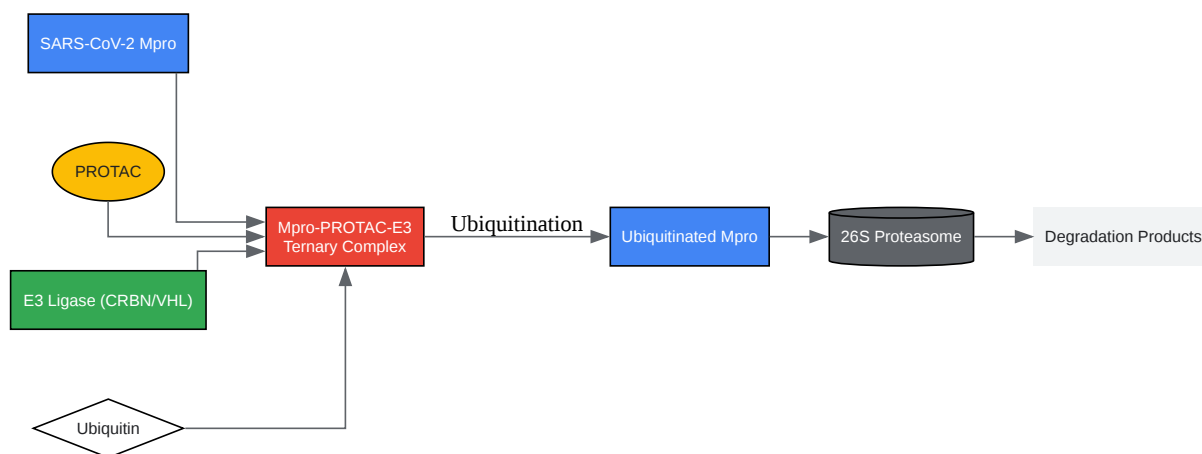 SARS-CoV-2 Mpro
PROTAC
E3 Ligase (CRBN/VHL)
Ubiquitin
Mpro-PROTAC-E3
Ternary Complex
Ubiquitination
Ubiquitinated Mpro
26S Proteasome
Degradation Products